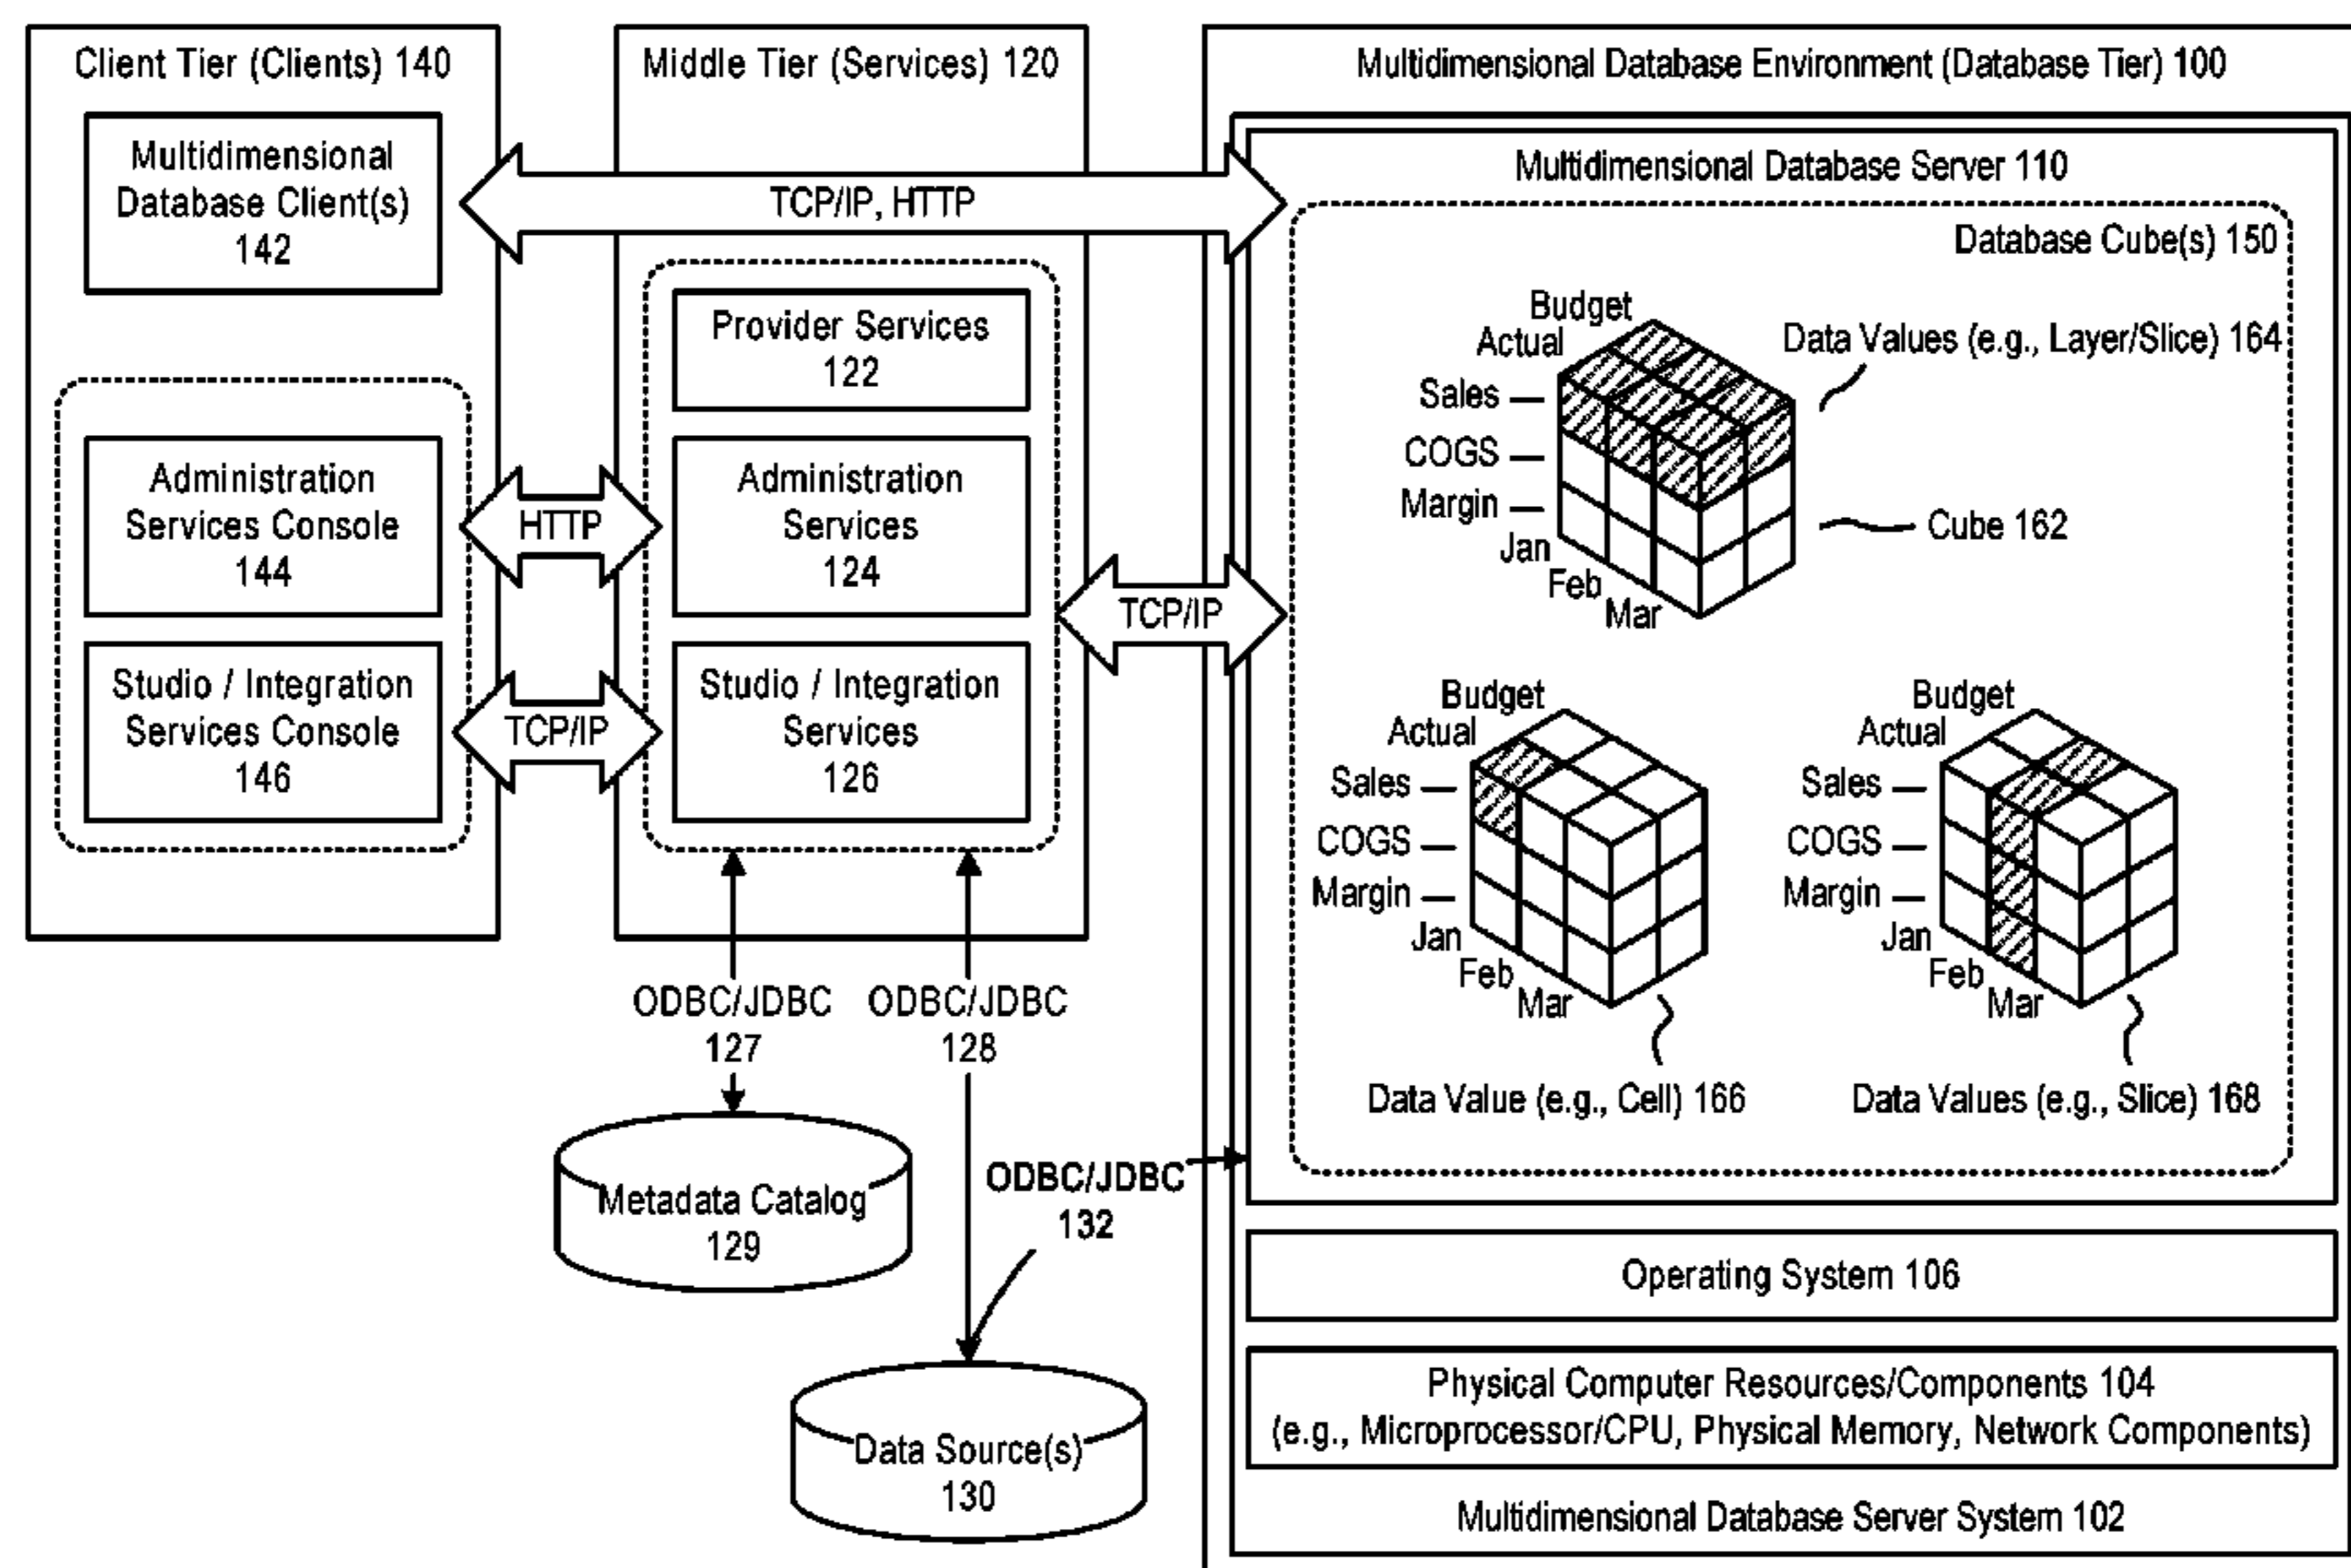 Client Tier (Clients) 140
Multidimensional
Database Client(s)
142
Administration
Services Console
144
Studio / Integration
Services Console
146
Middle Tier (Services) 120
TCP/IP, HTTP
Provider Services
122
HTTP
Administration
Services
124
TCP/IP
Studio / Integration
Services
126
TCP/IP
ODBC/JDBC
127
ODBC/JDBC
128
Metadata Catalog
129
ODBC/JDBC
132
Data Source(s)
130
Multidimensional Database Environment (Database Tier) 100
Multidimensional Database Server 110
Database Cube(s) 150
Budget
Actual
Sales
COGS
Margin
Jan
Feb
Mar
Data Values (e.g., Layer/Slice) 164
Cube 162
Budget
Actual
Sales
COGS
Margin
Jan
Feb
Mar
Data Value (e.g., Cell) 166
Budget
Actual
Sales
COGS
Margin
Jan
Feb
Mar
Data Values (e.g., Slice) 168
Operating System 106
Physical Computer Resources/Components 104
(e.g., Microprocessor/CPU, Physical Memory, Network Components)
Multidimensional Database Server System 102